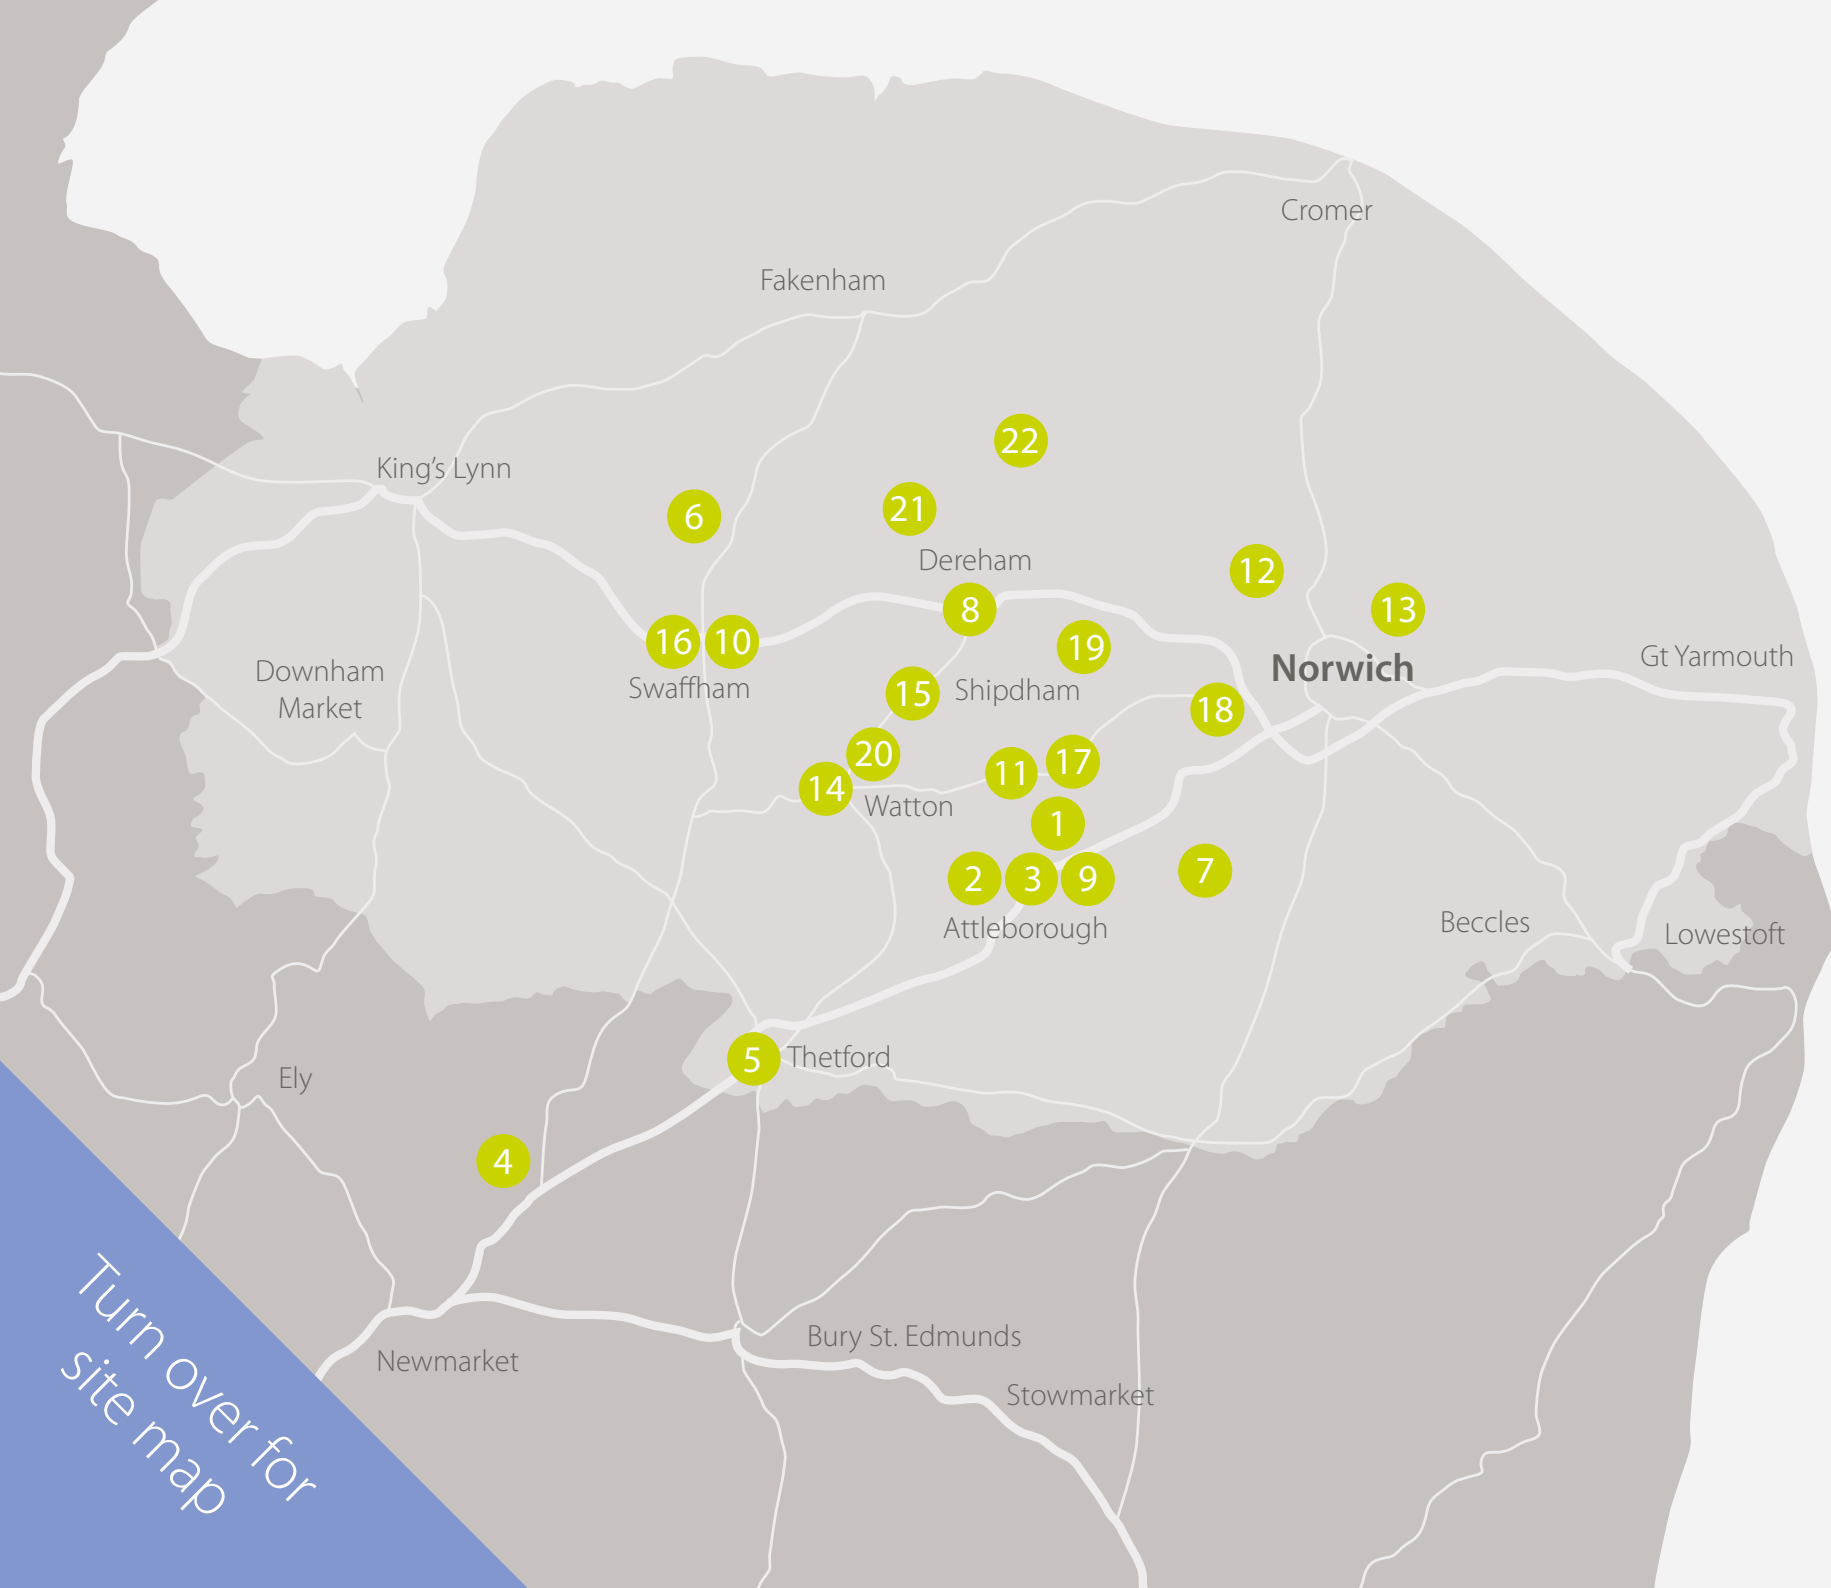 Cromer
Fakenham
22
King's Lynn
21
6
Dereham
12
8
13
16
10
19
Gt Yarmouth
Norwich
Downham
Market
Swaffham
15
Shipdham
18
20
11
17
14
Watton
1
2
3
9
7
Attleborough
Beccles
Lowestoft
5
Thetford
Ely
4
Turn over for
site map
Bury St. Edmunds
Newmarket
Stowmarket